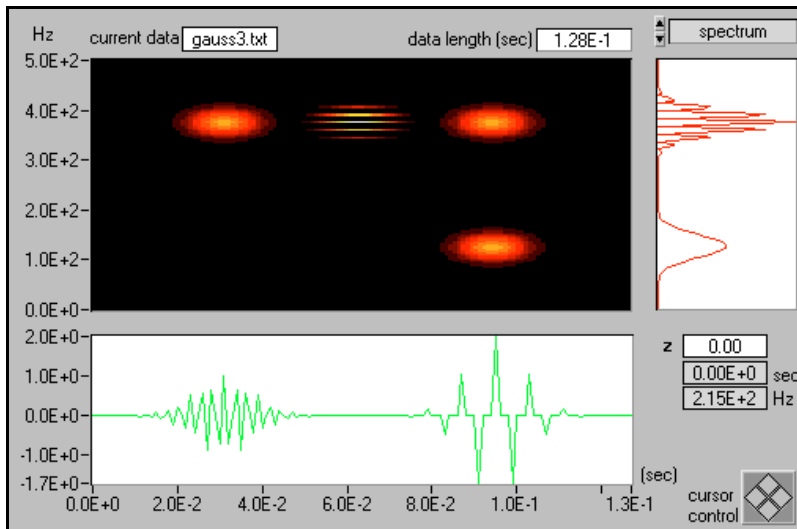 Hz current data gauss3.txt data length (sec) 1.28E-1 spectrum
5.0E+2
4.0E+2
3.0E+2
2.0E+2
1.0E+2
0.0E+0
2.0E+0
1.0E+0
0.0E+0
-1.0E+0
-1.7E+0
0.0E+0 2.0E-2 4.0E-2 6.0E-2 8.0E-2 1.0E-1 1.3E-1
(sec)
z 0.00
0.00E+0 sec
2.15E+2 Hz
cursor
control